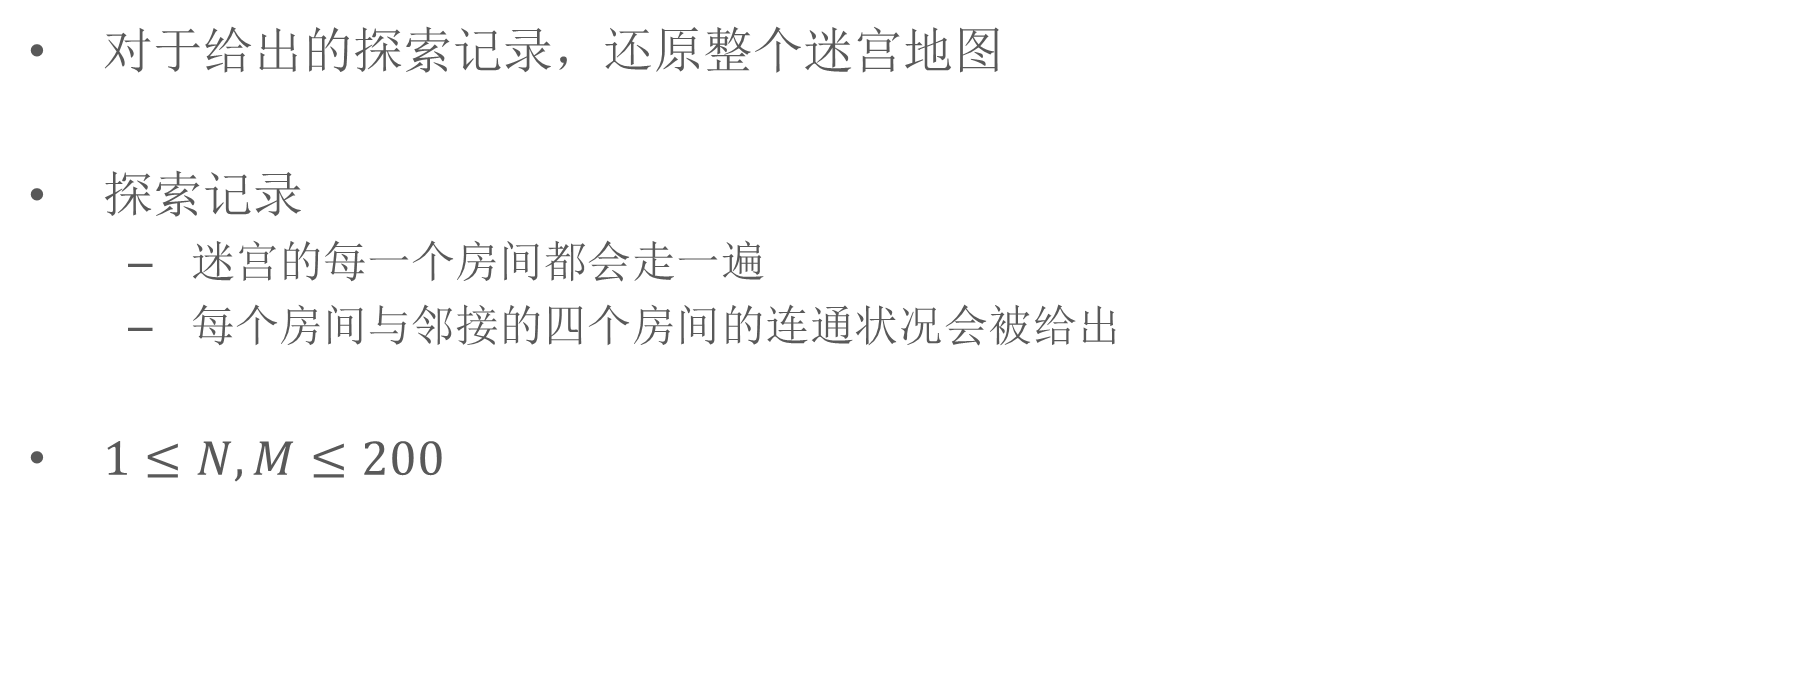 • 对于给出的探索记录，还原整个迷宫地图
• 探索记录
– 迷宫的每一个房间都会走一遍
– 每个房间与邻接的四个房间的连通状况会被给出
• 1 ≤ N, M ≤ 200